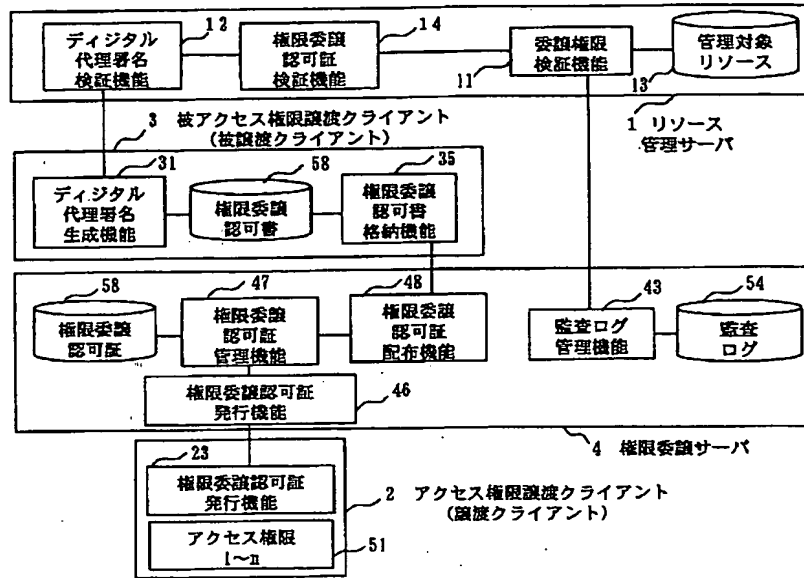 12
ディジタル
代理署名
検証機能
14
権限委譲
認可証
検証機能
11
委譲権限
検証機能
13
管理対象
リソース
1 リソース
管理サーバ
3 被アクセス権限譲渡クライアント
(被譲渡クライアント)
31
ディジタル
代理署名
生成機能
58
権限委譲
認可書
35
権限委譲
認可書
格納機能
58
権限委譲
認可証
47
権限委譲
認可証
管理機能
48
権限委譲
認可証
配布機能
43
監査ログ
管理機能
54
監査
ログ
権限委譲認可証
発行機能
46
4 権限委譲サーバ
23
権限委譲認可証
発行機能
2 アクセス権限譲渡クライアント
(譲渡クライアント)
アクセス権限
1～n
51